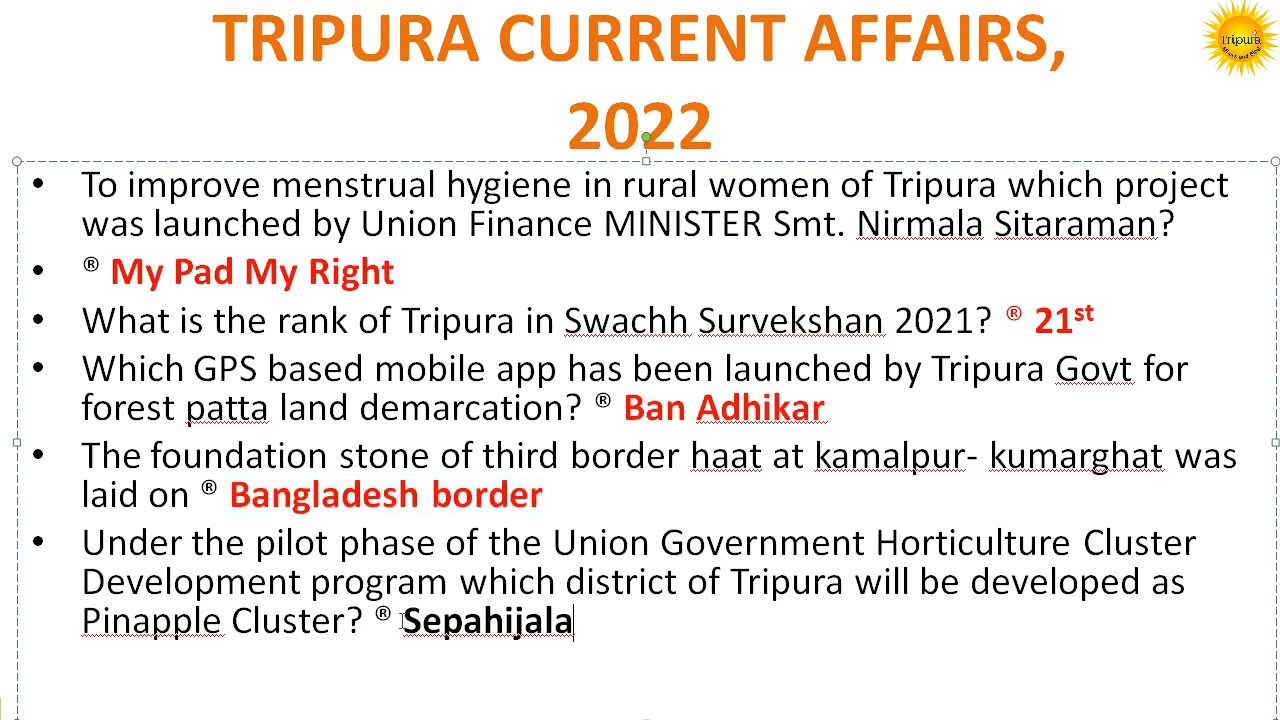 TRIPURA CURRENT AFFAIRS,
2022
Tripura
• To improve menstrual hygiene in rural women of Tripura which project
was launched by Union Finance MINISTER Smt. Nirmala Sitaraman?
• ® My Pad My Right
• What is the rank of Tripura in Swachh Survekshan 2021? ® 21st
• Which GPS based mobile app has been launched by Tripura Govt for
forest patta land demarcation? ® Ban Adhikar
• The foundation stone of third border haat at kamalpur- kumarghat was
laid on ® Bangladesh border
• Under the pilot phase of the Union Government Horticulture Cluster
Development program which district of Tripura will be developed as
Pinapple Cluster? ® Sepahijala